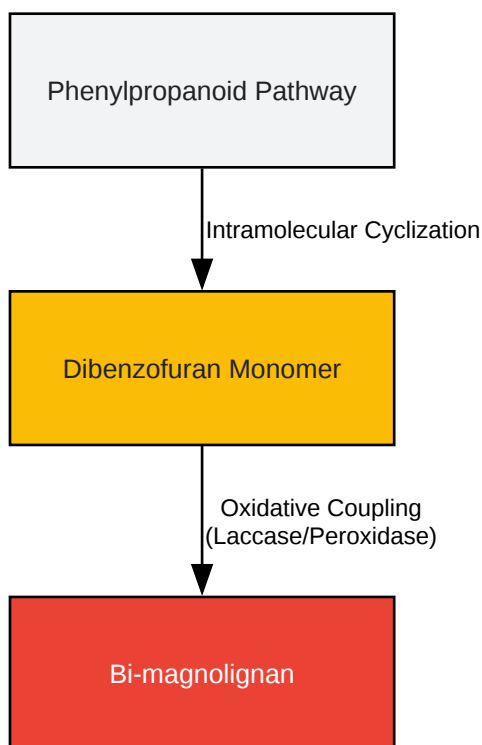 Phenylpropanoid Pathway
Intramolecular Cyclization
Dibenzofuran Monomer
Oxidative Coupling
(Laccase/Peroxidase)
Bi-magnolignan